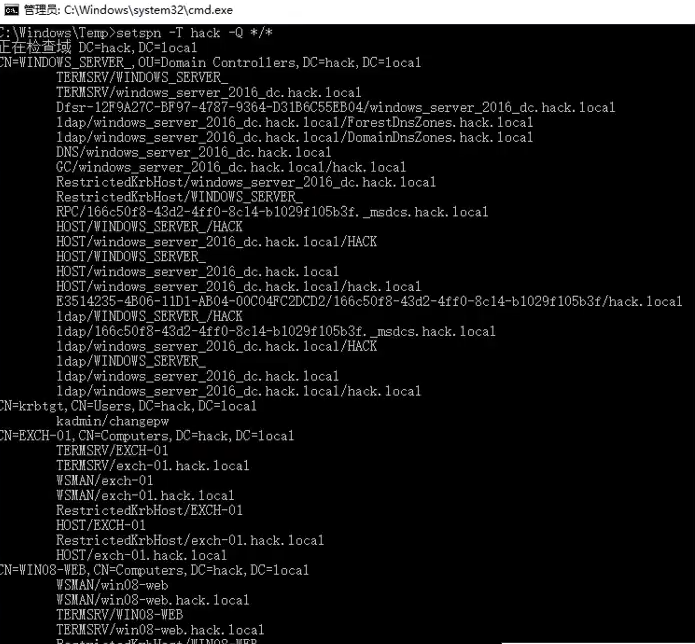 管理员: C:\Windows\system32\cmd.exe
C:\Windows\Temp>setspn -T hack -Q */*
正在检查域 DC=hack,DC=local
CN=WINDOWS_SERVER_,OU=Domain Controllers,DC=hack,DC=local
TERMSRV/WINDOWS_SERVER_
TERMSRV/windows_server_2016_dc.hack.local
Dfsr-12F9A27C-BF97-4787-9364-D31B6C55EB04/windows_server_2016_dc.hack.local
ldap/windows_server_2016_dc.hack.local/ForestDnsZones.hack.local
ldap/windows_server_2016_dc.hack.local/DomainDnsZones.hack.local
DNS/windows_server_2016_dc.hack.local
GC/windows_server_2016_dc.hack.local/hack.local
RestrictedKrbHost/windows_server_2016_dc.hack.local
RestrictedKrbHost/WINDOWS_SERVER_
RPC/166c50f8-43d2-4ff0-8c14-b1029f105b3f._msdcs.hack.local
HOST/WINDOWS_SERVER_/HACK
HOST/windows_server_2016_dc.hack.local/HACK
HOST/WINDOWS_SERVER_
HOST/windows_server_2016_dc.hack.local
HOST/windows_server_2016_dc.hack.local/hack.local
E3514235-4B06-11D1-AB04-00C04FC2DCD2/166c50f8-43d2-4ff0-8c14-b1029f105b3f/hack.local
ldap/WINDOWS_SERVER_/HACK
ldap/166c50f8-43d2-4ff0-8c14-b1029f105b3f._msdcs.hack.local
ldap/windows_server_2016_dc.hack.local/HACK
ldap/WINDOWS_SERVER_
ldap/windows_server_2016_dc.hack.local
ldap/windows_server_2016_dc.hack.local/hack.local
CN=krbtgt,CN=Users,DC=hack,DC=local
kadmin/changepw
CN=EXCH-01,CN=Computers,DC=hack,DC=local
TERMSRV/EXCH-01
TERMSRV/exch-01.hack.local
WSMAN/exch-01
WSMAN/exch-01.hack.local
RestrictedKrbHost/EXCH-01
HOST/EXCH-01
RestrictedKrbHost/exch-01.hack.local
HOST/exch-01.hack.local
CN=WIN08-WEB,CN=Computers,DC=hack,DC=local
WSMAN/win08-web
WSMAN/win08-web.hack.local
TERMSRV/WIN08-WEB
TERMSRV/win08-web.hack.local
RestrictedKrbHost/WIN08-WEB